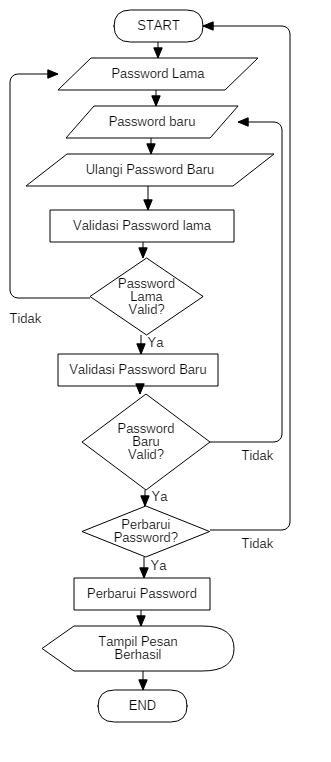 START
Password Lama
Password baru
Ulangi Password Baru
Validasi Password lama
Password
Lama
Valid?
Tidak
Ya
Validasi Password Baru
Password
Baru
Valid?
Tidak
Ya
Perbarui
Password?
Tidak
Ya
Perbarui Password
Tampil Pesan
Berhasil
END